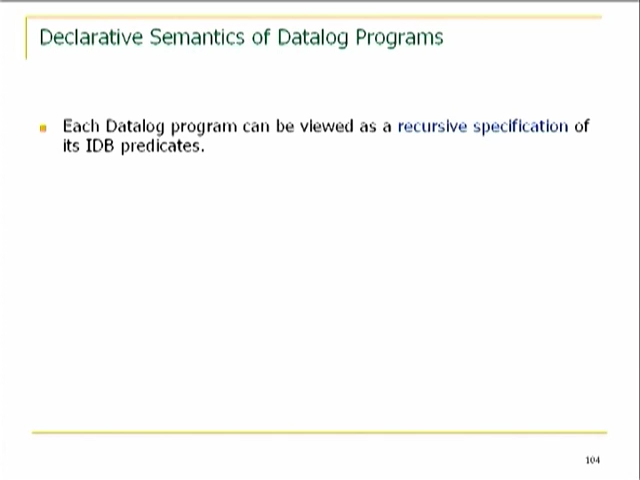 Declarative Semantics of Datalog Programs
Each Datalog program can be viewed as a recursive specification of
its IDB predicates.
104